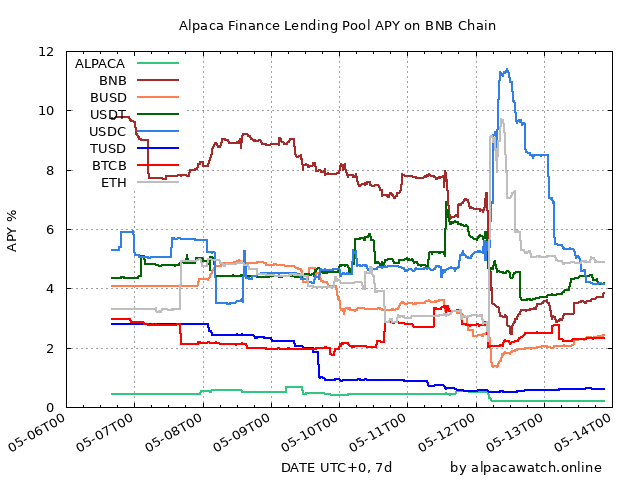 Alpaca Finance Lending Pool APY on BNB Chain
12
10
8
6
4
2
0
APY %
ALPACA
BNB
BUSD
USDT
USDC
TUSD
BTCB
ETH
05-06T00
05-07T00
05-08T00
05-09T00
05-10T00
05-11T00
05-12T00
05-13T00
05-14T00
DATE UTC+0, 7d
by alpacawatch.online